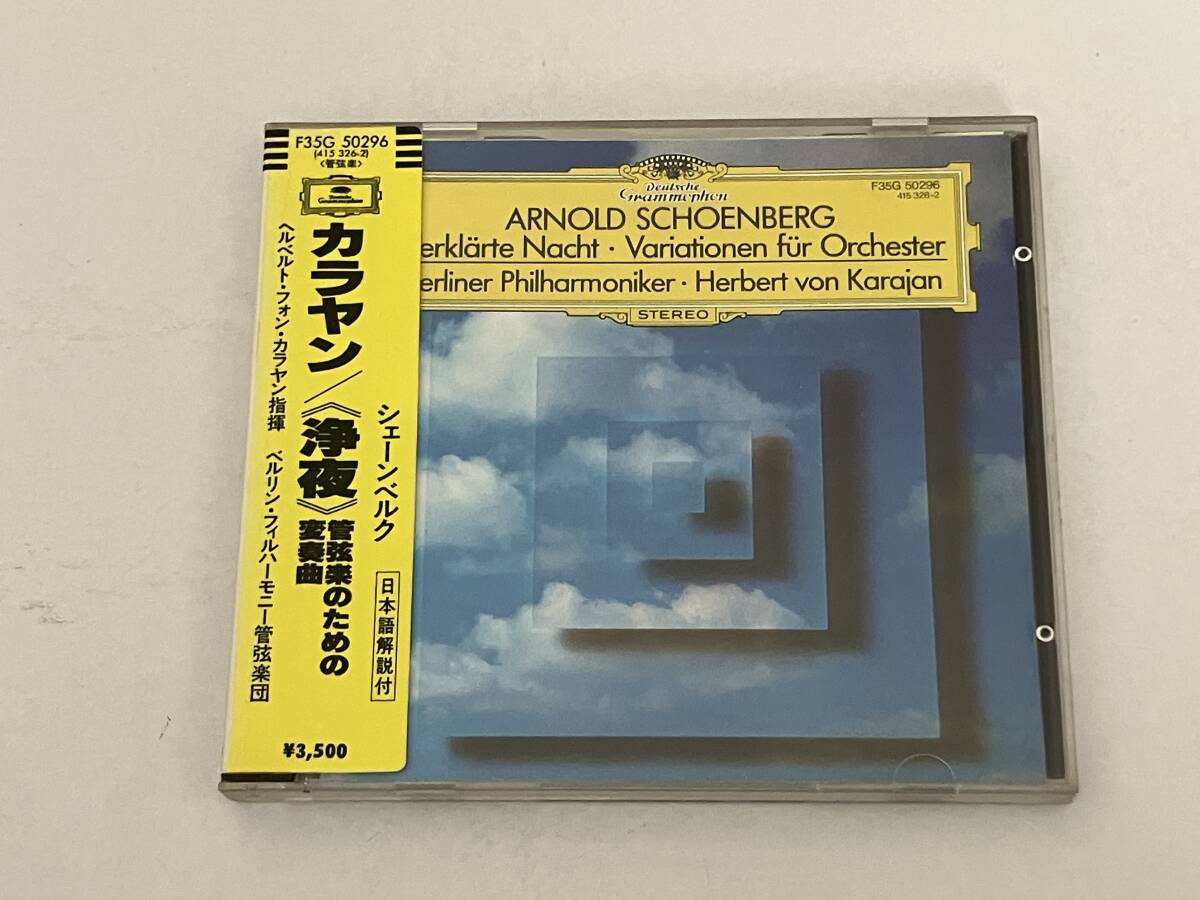 F35G 50296
(415 326-2)
〈管弦楽〉
Deutsche
Grammophon
カラヤン/《浄夜》
管弦楽のための
変奏曲
シェーンベルク
ヘルベルト・フォン・カラヤン指揮 ベルリン・フィルハーモニー管弦楽団
日本語解説付
¥3,500
Deutsche
Grammophon
F35G 50296
415 326-2
ARNOLD SCHOENBERG
erklärte Nacht · Variationen für Orchester
erliner Philharmoniker · Herbert von Karajan
STEREO